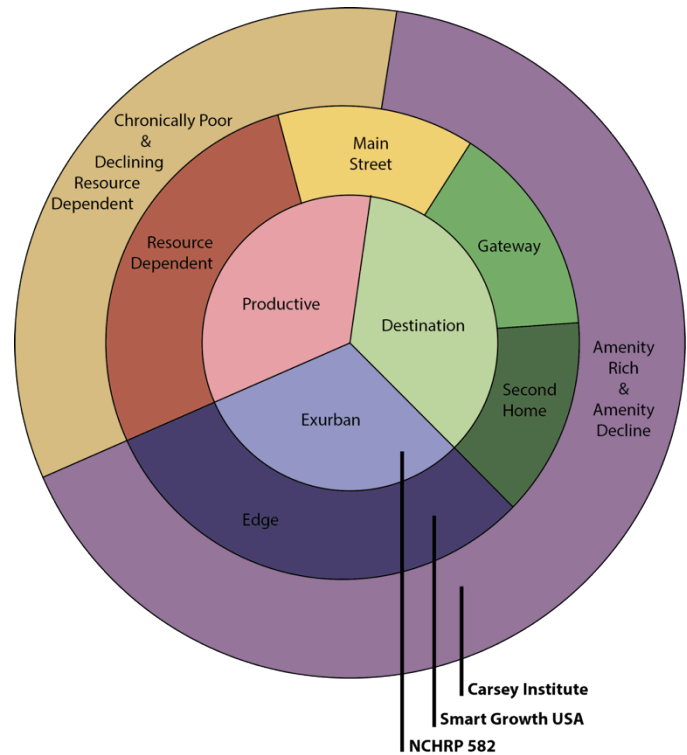 Chronically Poor
&
Declining
Resource
Dependent
Main
Street
Resource
Dependent
Gateway
Productive
Destination
Amenity
Rich
&
Amenity
Decline
Second
Home
Exurban
Edge
Carsey Institute
Smart Growth USA
NCHRP 582